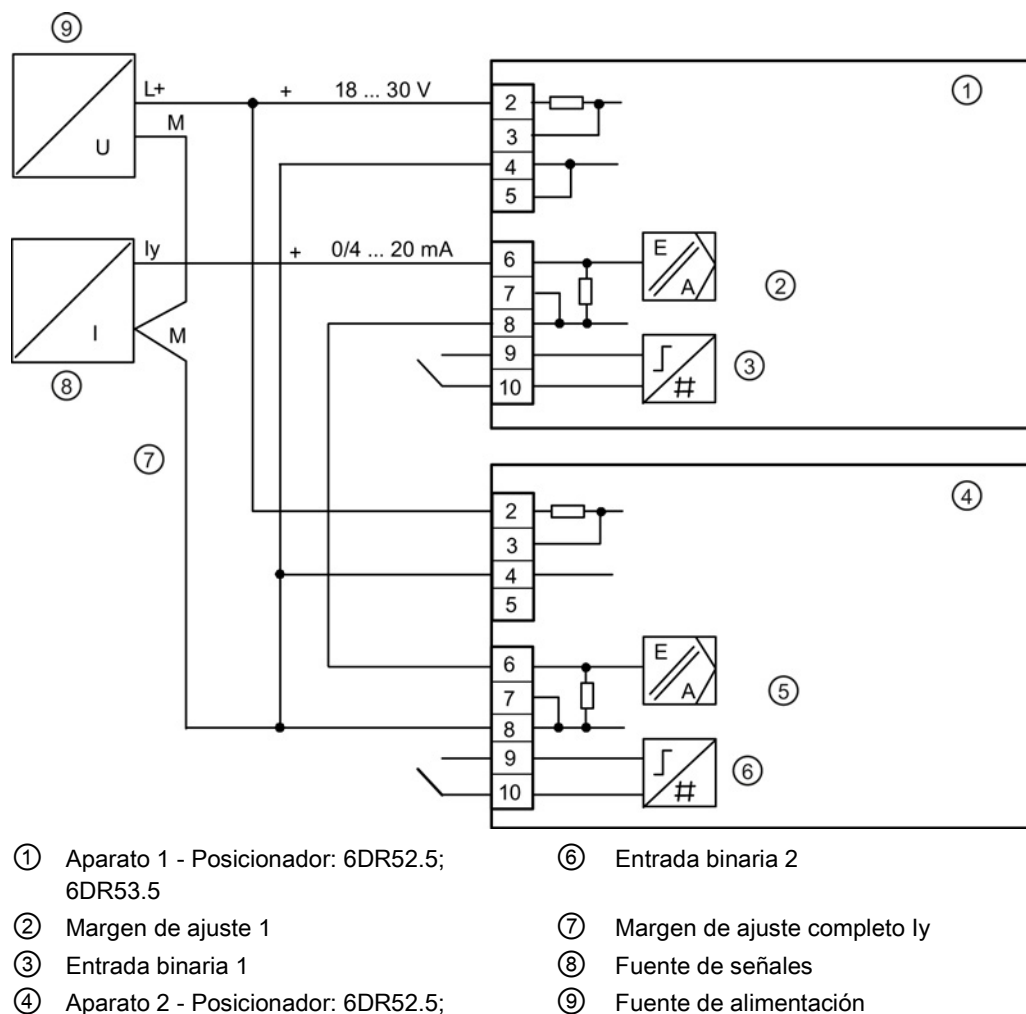 ⑨
L+ + 18 ... 30 V
M
U
①
2
3
4
5
Iy + 0/4 ... 20 mA
I
M
⑧
6
7
8
9
10
E
A
②
③
#
⑦
④
2
3
4
5
6
7
8
9
10
E
A
⑤
⑥
#
① Aparato 1 - Posicionador: 6DR52.5;
6DR53.5
② Margen de ajuste 1
③ Entrada binaria 1
④ Aparato 2 - Posicionador: 6DR52.5;
⑥ Entrada binaria 2
⑦ Margen de ajuste completo Iy
⑧ Fuente de señales
⑨ Fuente de alimentación